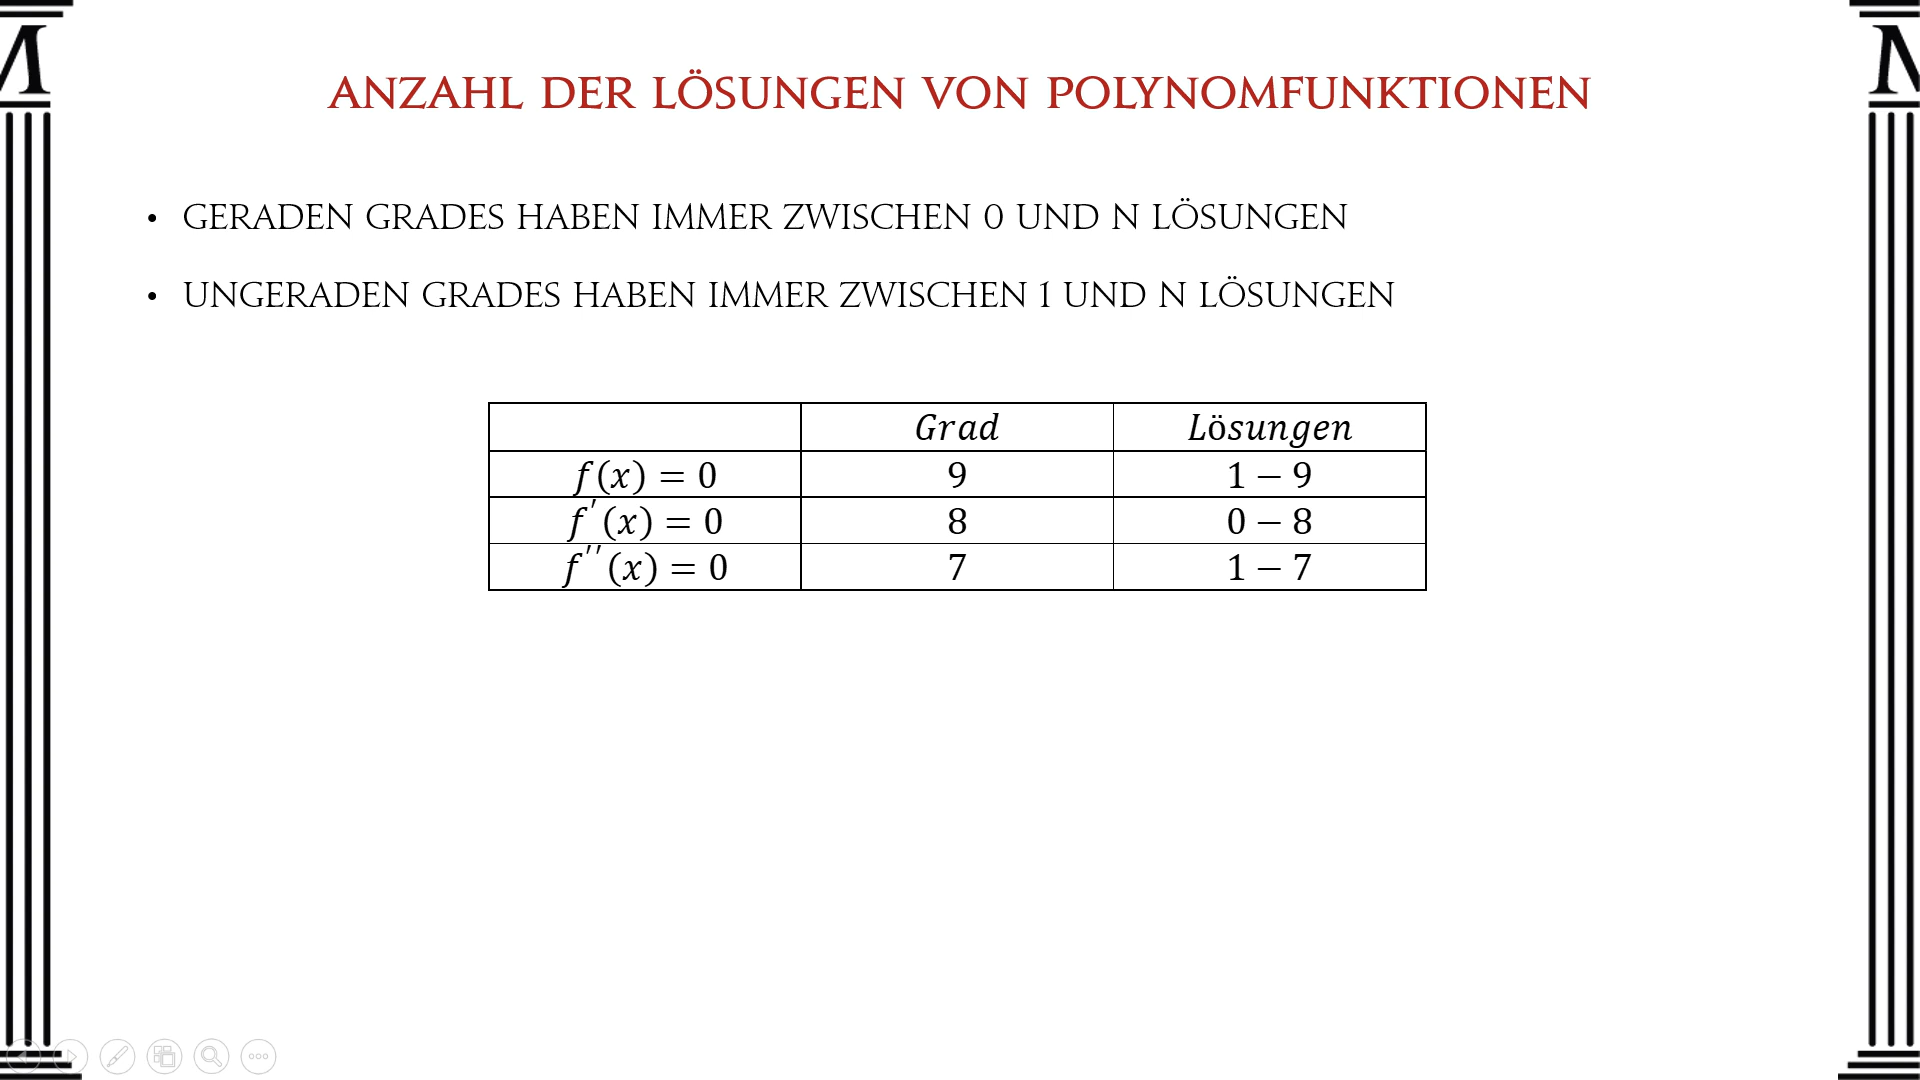 ANZAHL DER LÖSUNGEN VON POLYNOMFUNKTIONEN
• GERADEN GRADES HABEN IMMER ZWISCHEN 0 UND N LÖSUNGEN
• UNGERADEN GRADES HABEN IMMER ZWISCHEN 1 UND N LÖSUNGEN
Grad Lösungen
f(x) = 0 9 1 − 9
f′(x) = 0 8 0 − 8
f′′(x) = 0 7 1 − 7